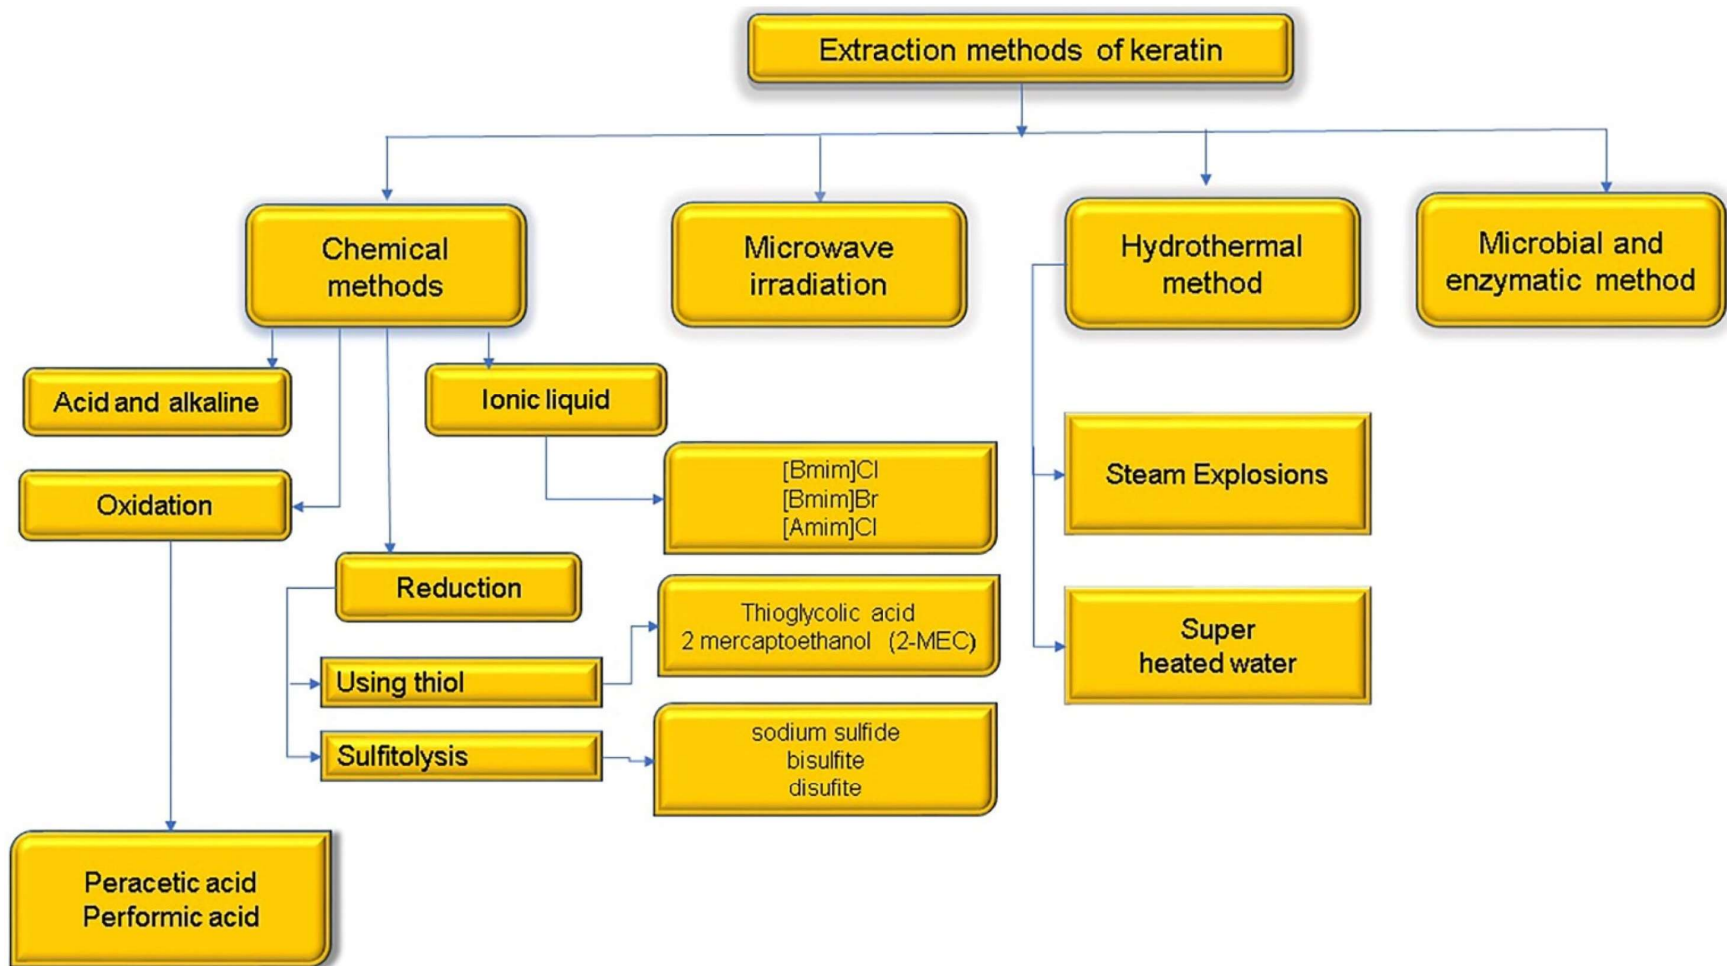 Extraction methods of keratin
Chemical
methods
Microwave
irradiation
Hydrothermal
method
Microbial and
enzymatic method
Acid and alkaline
Ionic liquid
[Bmim]Cl
[Bmim]Br
[Amim]Cl
Steam Explosions
Oxidation
Reduction
Thioglycolic acid
2 mercaptoethanol (2-MEC)
Super
heated water
Using thiol
Sulfitolysis
sodium sulfide
bisulfite
disufite
Peracetic acid
Performic acid